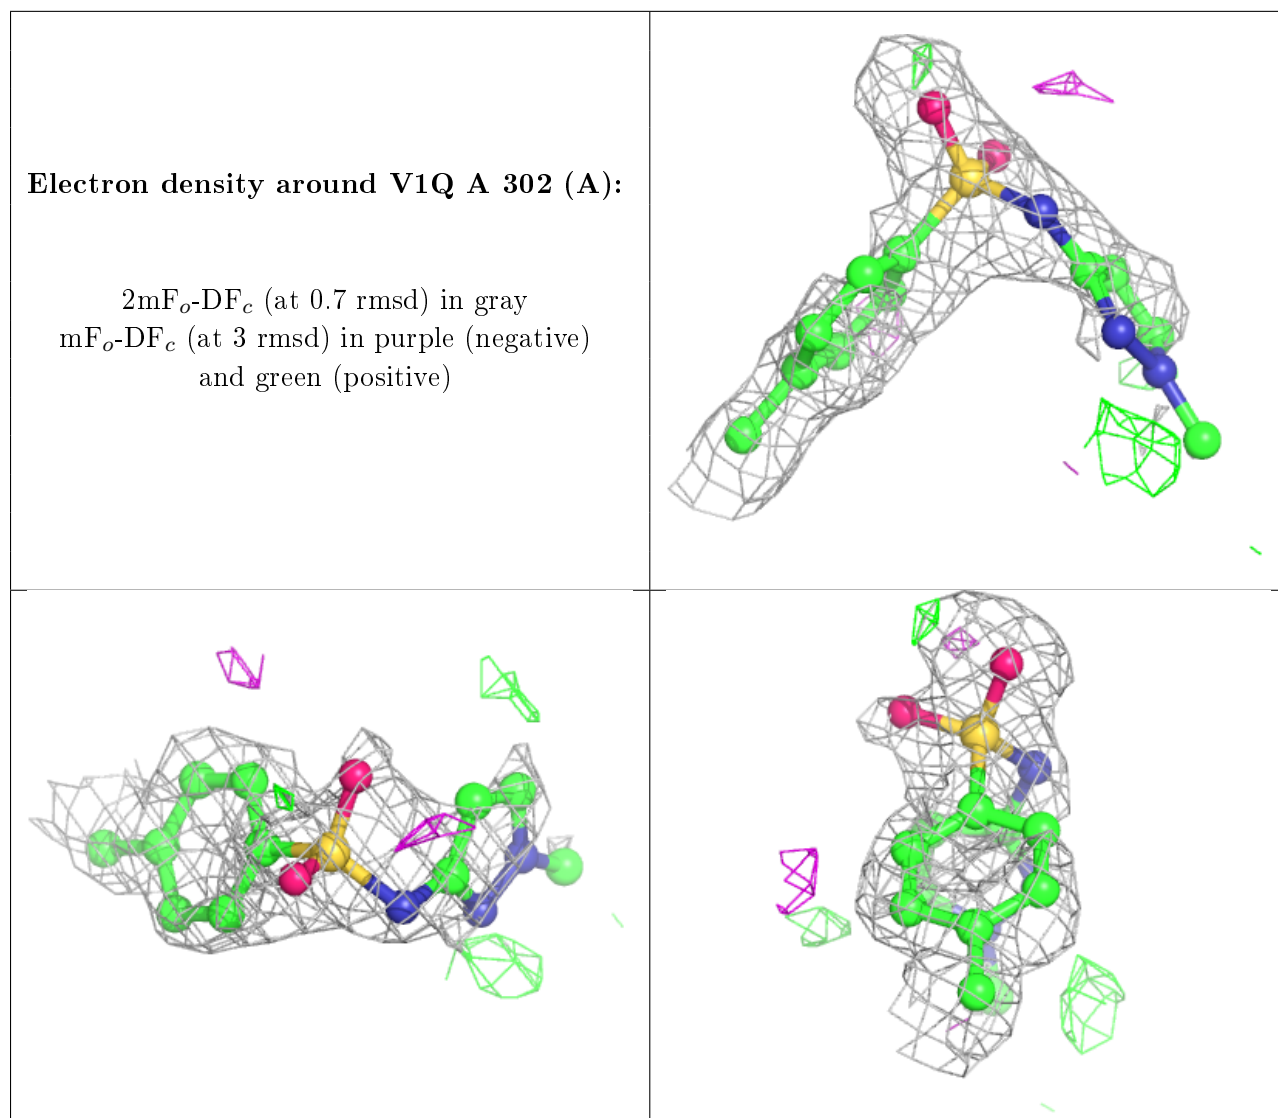 Electron density around V1Q A 302 (A):
2mFₒ-DF𝒸 (at 0.7 rmsd) in gray
mFₒ-DF𝒸 (at 3 rmsd) in purple (negative)
and green (positive)